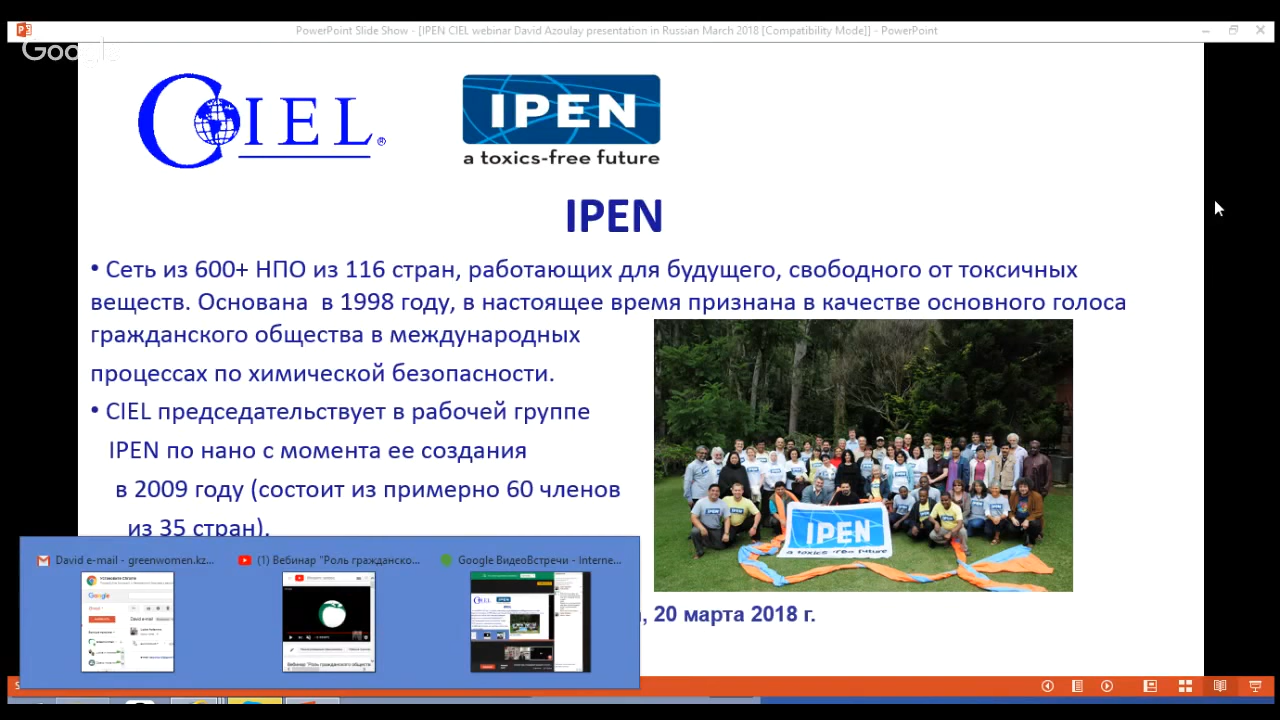 PowerPoint Slide Show - [IPEN CIEL webinar David Azoulay presentation in Russian March 2018 [Compatibility Mode]] - PowerPoint
Google
CIEL®
IPEN
a toxics-free future
IPEN
• Сеть из 600+ НПО из 116 стран, работающих для будущего, свободного от токсичных
веществ. Основана в 1998 году, в настоящее время признана в качестве основного голоса
гражданского общества в международных
процессах по химической безопасности.
• CIEL председательствует в рабочей группе
IPEN по нано с момента ее создания
в 2009 году (состоит из примерно 60 членов
из 35 стран).
IPEN
a toxics-free future
, 20 марта 2018 г.
David e-mail - greenwomen.kz...
(1) Вебинар "Роль гражданско...
Google ВидеоВстречи - Interne...
Google